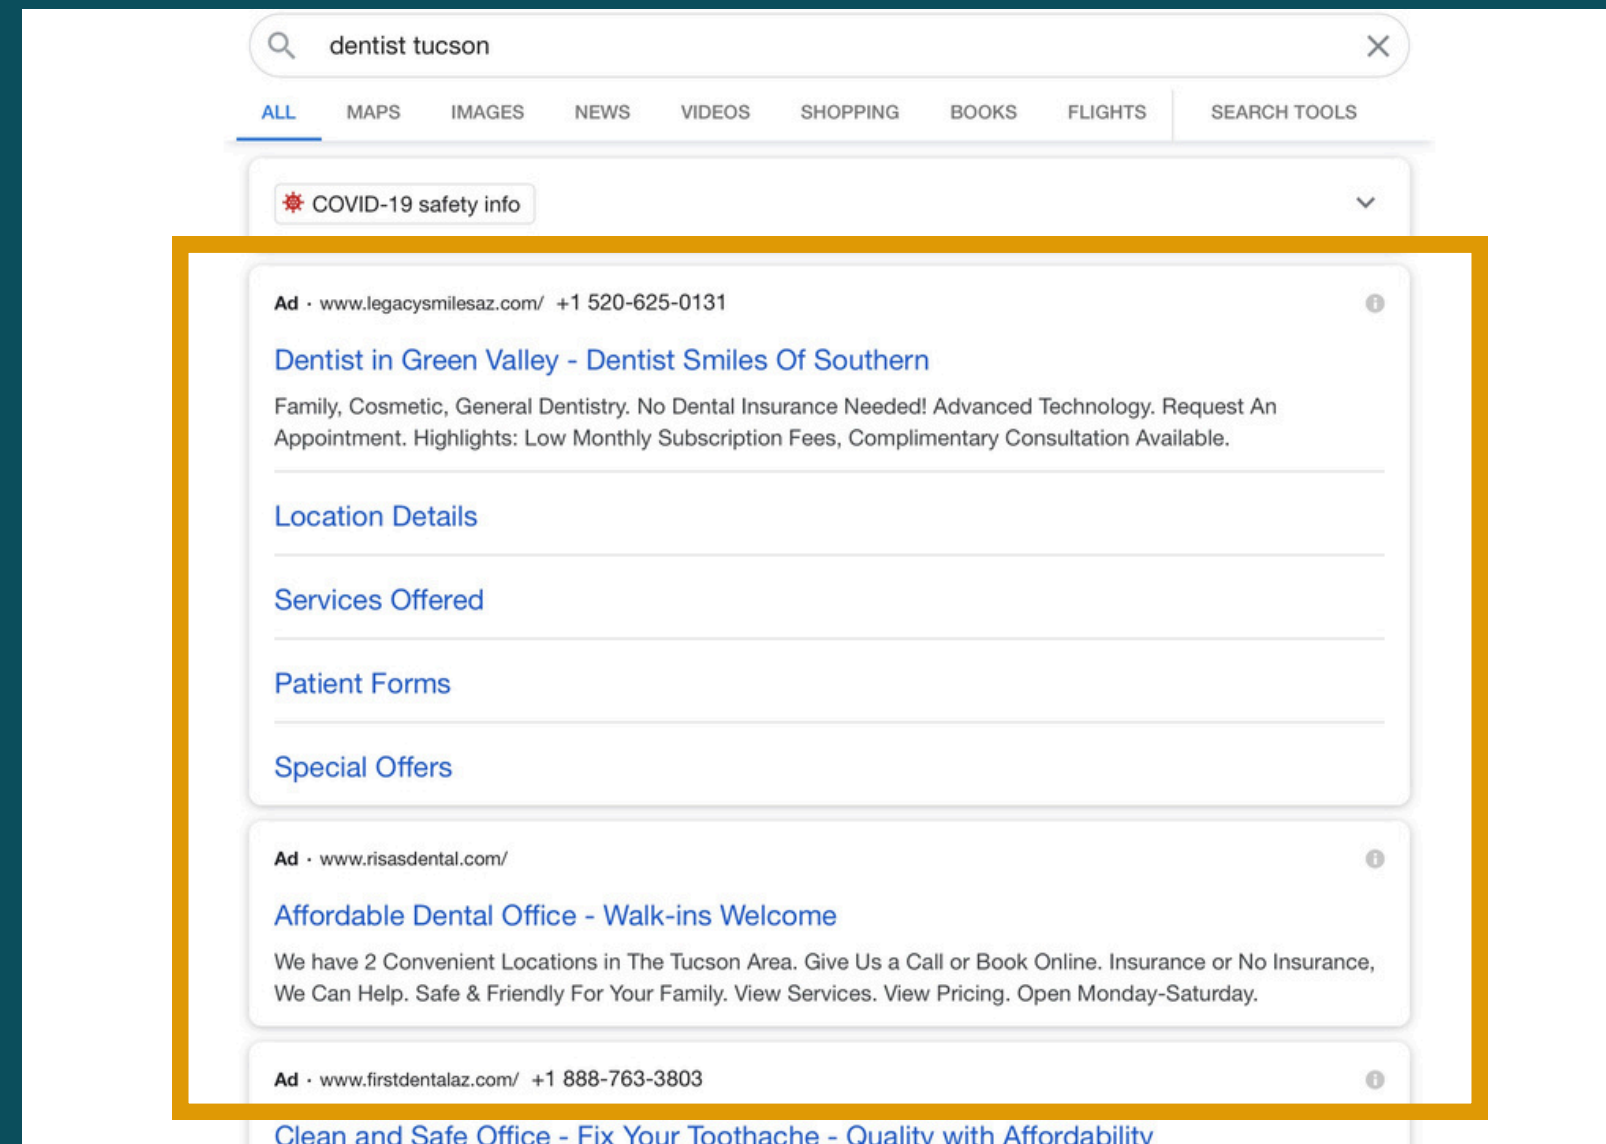 dentist tucson
ALL MAPS IMAGES NEWS VIDEOS SHOPPING BOOKS FLIGHTS SEARCH TOOLS
COVID-19 safety info
Ad · www.legacysmilesaz.com/ +1 520-625-0131
Dentist in Green Valley - Dentist Smiles Of Southern
Family, Cosmetic, General Dentistry. No Dental Insurance Needed! Advanced Technology. Request An
Appointment. Highlights: Low Monthly Subscription Fees, Complimentary Consultation Available.
Location Details
Services Offered
Patient Forms
Special Offers
Ad · www.risasdental.com/
Affordable Dental Office - Walk-ins Welcome
We have 2 Convenient Locations in The Tucson Area. Give Us a Call or Book Online. Insurance or No Insurance,
We Can Help. Safe & Friendly For Your Family. View Services. View Pricing. Open Monday-Saturday.
Ad · www.firstdentalaz.com/ +1 888-763-3803
Clean and Safe Office - Fix Your Toothache - Quality with Affordability